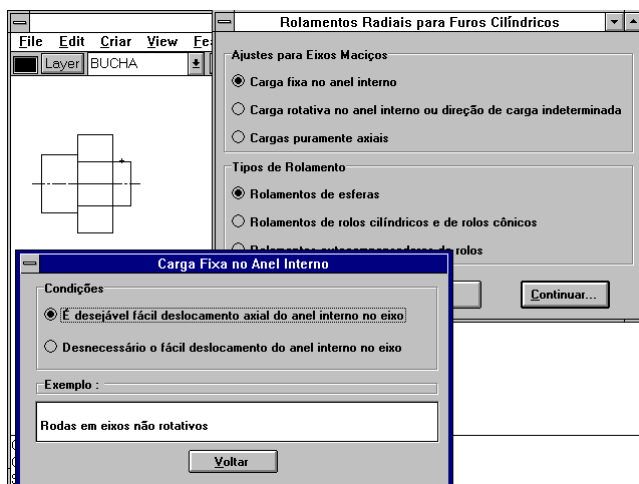 File Edit Criar View Fe
Layer BUCHA
Rolamentos Radiais para Furos Cilíndricos
Ajustes para Eixos Maciços
Carga fixa no anel interno
Carga rotativa no anel interno ou direção de carga indeterminada
Cargas puramente axiais
Tipos de Rolamento
Rolamentos de esferas
Rolamentos de rolos cilíndricos e de rolos cônicos
Rolamentos autocompensadores de rolos
Continuar...
Carga Fixa no Anel Interno
Condições
É desejável fácil deslocamento axial do anel interno no eixo
Desnecessário o fácil deslocamento do anel interno no eixo
Exemplo :
Rodas em eixos não rotativos
Voltar